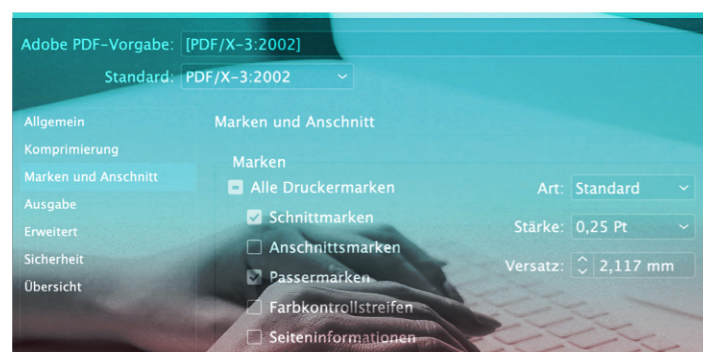 Adobe PDF-Vorgabe: [PDF/X-3:2002]
Standard: PDF/X-3:2002
Allgemein
Komprimierung
Marken und Anschnitt
Ausgabe
Erweitert
Sicherheit
Übersicht
Marken und Anschnitt
Marken
Alle Druckermarken
Schnittmarken
Anschnittsmarken
Passermarken
Farbkontrollstreifen
Seiteninformationen
Art: Standard
Stärke: 0,25 Pt
Versatz: 2,117 mm